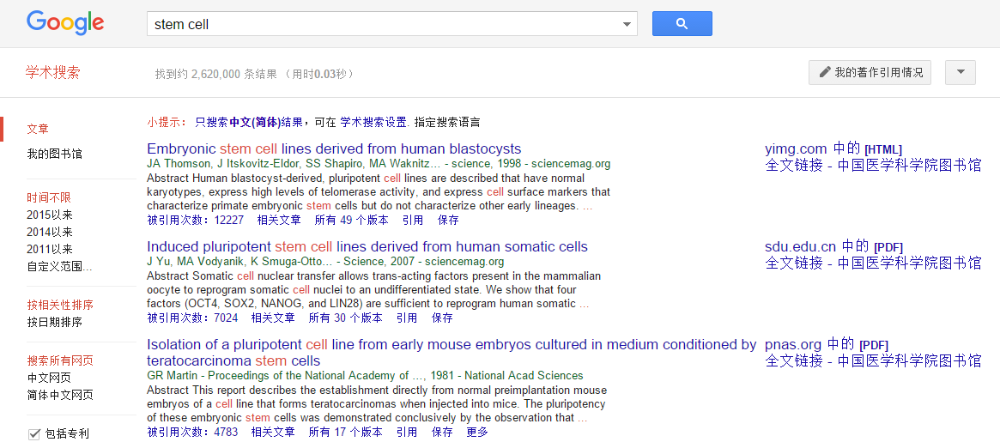 Google
stem cell
学术搜索
找到约 2,620,000 条结果 （用时0.03秒）
我的著作引用情况
文章
我的图书馆
时间不限
2015以来
2014以来
2011以来
自定义范围...
按相关性排序
按日期排序
搜索所有网页
中文网页
简体中文网页
包括专利
小提示： 只搜索中文(简体)结果，可在 学术搜索设置. 指定搜索语言
Embryonic stem cell lines derived from human blastocysts
JA Thomson, J Itskovitz-Eldor, SS Shapiro, MA Waknitz… - science, 1998 - sciencemag.org
Abstract Human blastocyst-derived, pluripotent cell lines are described that have normal
karyotypes, express high levels of telomerase activity, and express cell surface markers that
characterize primate embryonic stem cells but do not characterize other early lineages. ...
被引用次数：12227 相关文章 所有 49 个版本 引用 保存
yimg.com 中的 [HTML]
全文链接 - 中国医学科学院图书馆
Induced pluripotent stem cell lines derived from human somatic cells
J Yu, MA Vodyanik, K Smuga-Otto… - Science, 2007 - sciencemag.org
Abstract Somatic cell nuclear transfer allows trans-acting factors present in the mammalian
oocyte to reprogram somatic cell nuclei to an undifferentiated state. We show that four
factors (OCT4, SOX2, NANOG, and LIN28) are sufficient to reprogram human somatic ...
被引用次数：7024 相关文章 所有 30 个版本 引用 保存
sdu.edu.cn 中的 [PDF]
全文链接 - 中国医学科学院图书馆
Isolation of a pluripotent cell line from early mouse embryos cultured in medium conditioned by
teratocarcinoma stem cells
GR Martin - Proceedings of the National Academy of …, 1981 - National Acad Sciences
Abstract This report describes the establishment directly from normal preimplantation mouse
embryos of a cell line that forms teratocarcinomas when injected into mice. The pluripotency
of these embryonic stem cells was demonstrated conclusively by the observation that ...
被引用次数：4783 相关文章 所有 17 个版本 引用 保存 更多
pnas.org 中的 [PDF]
全文链接 - 中国医学科学院图书馆